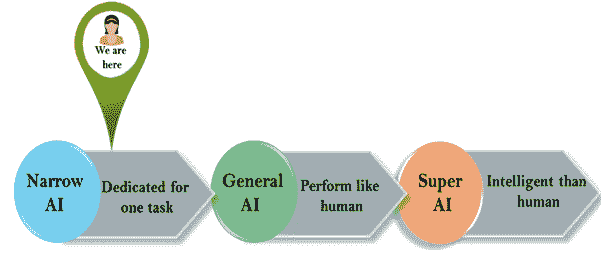 We are
here
Narrow
AI
Dedicated for
one task
General
AI
Perform like
human
Super
AI
Intelligent than
human